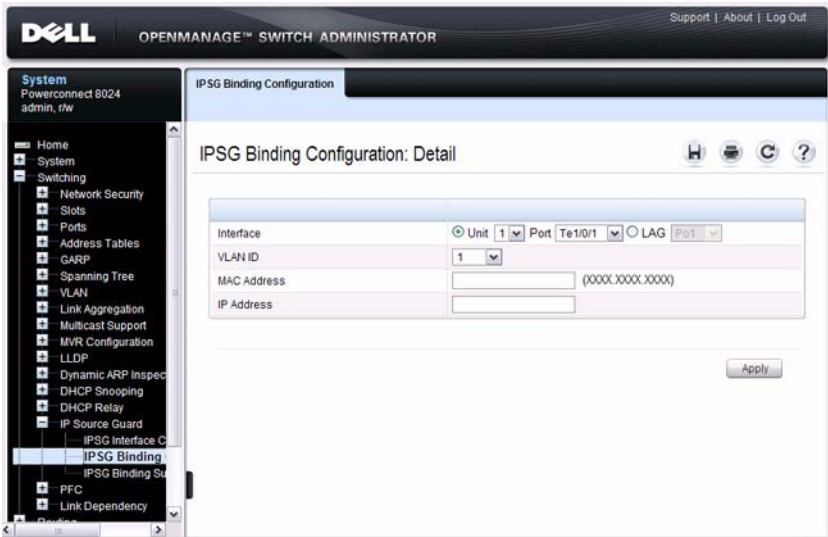 Support | About | Log Out
DELL OPENMANAGE™ SWITCH ADMINISTRATOR
System
Powerconnect 8024
admin, r/w
Home
System
Switching
Network Security
Slots
Ports
Address Tables
GARP
Spanning Tree
VLAN
Link Aggregation
Multicast Support
MVR Configuration
LLDP
Dynamic ARP Inspec
DHCP Snooping
DHCP Relay
IP Source Guard
IPSG Interface C
IPSG Binding
IPSG Binding Su
PFC
Link Dependency
Routing
IPSG Binding Configuration
IPSG Binding Configuration: Detail
Interface Unit 1 Port Te1/0/1 LAG Po1
VLAN ID 1
MAC Address (XXXX.XXXX.XXXX)
IP Address
Apply